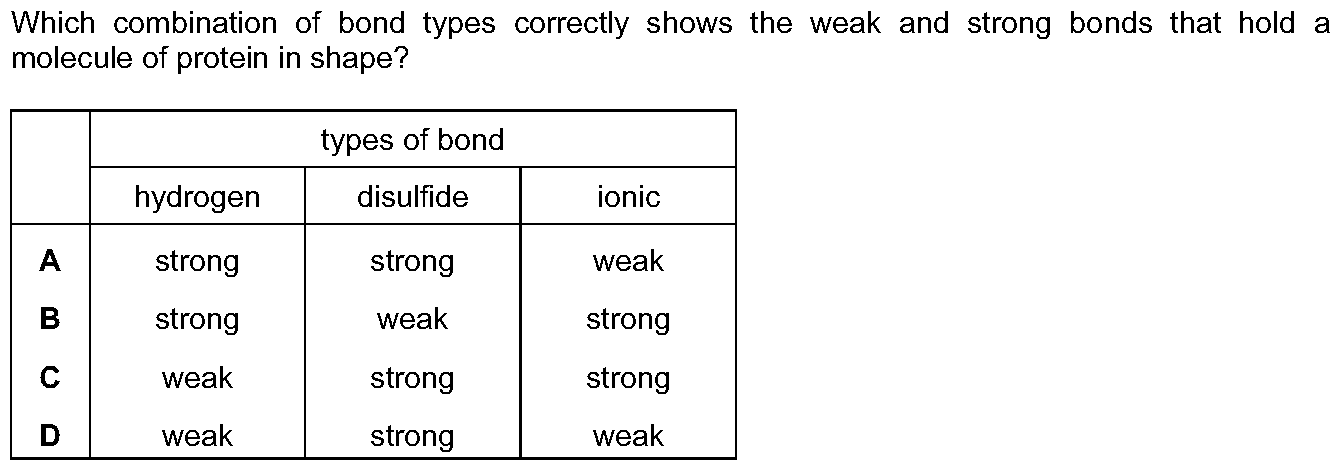 Which combination of bond types correctly shows the weak and strong bonds that hold a
molecule of protein in shape?
types of bond
hydrogen disulfide ionic
A strong strong weak
B strong weak strong
C weak strong strong
D weak strong weak